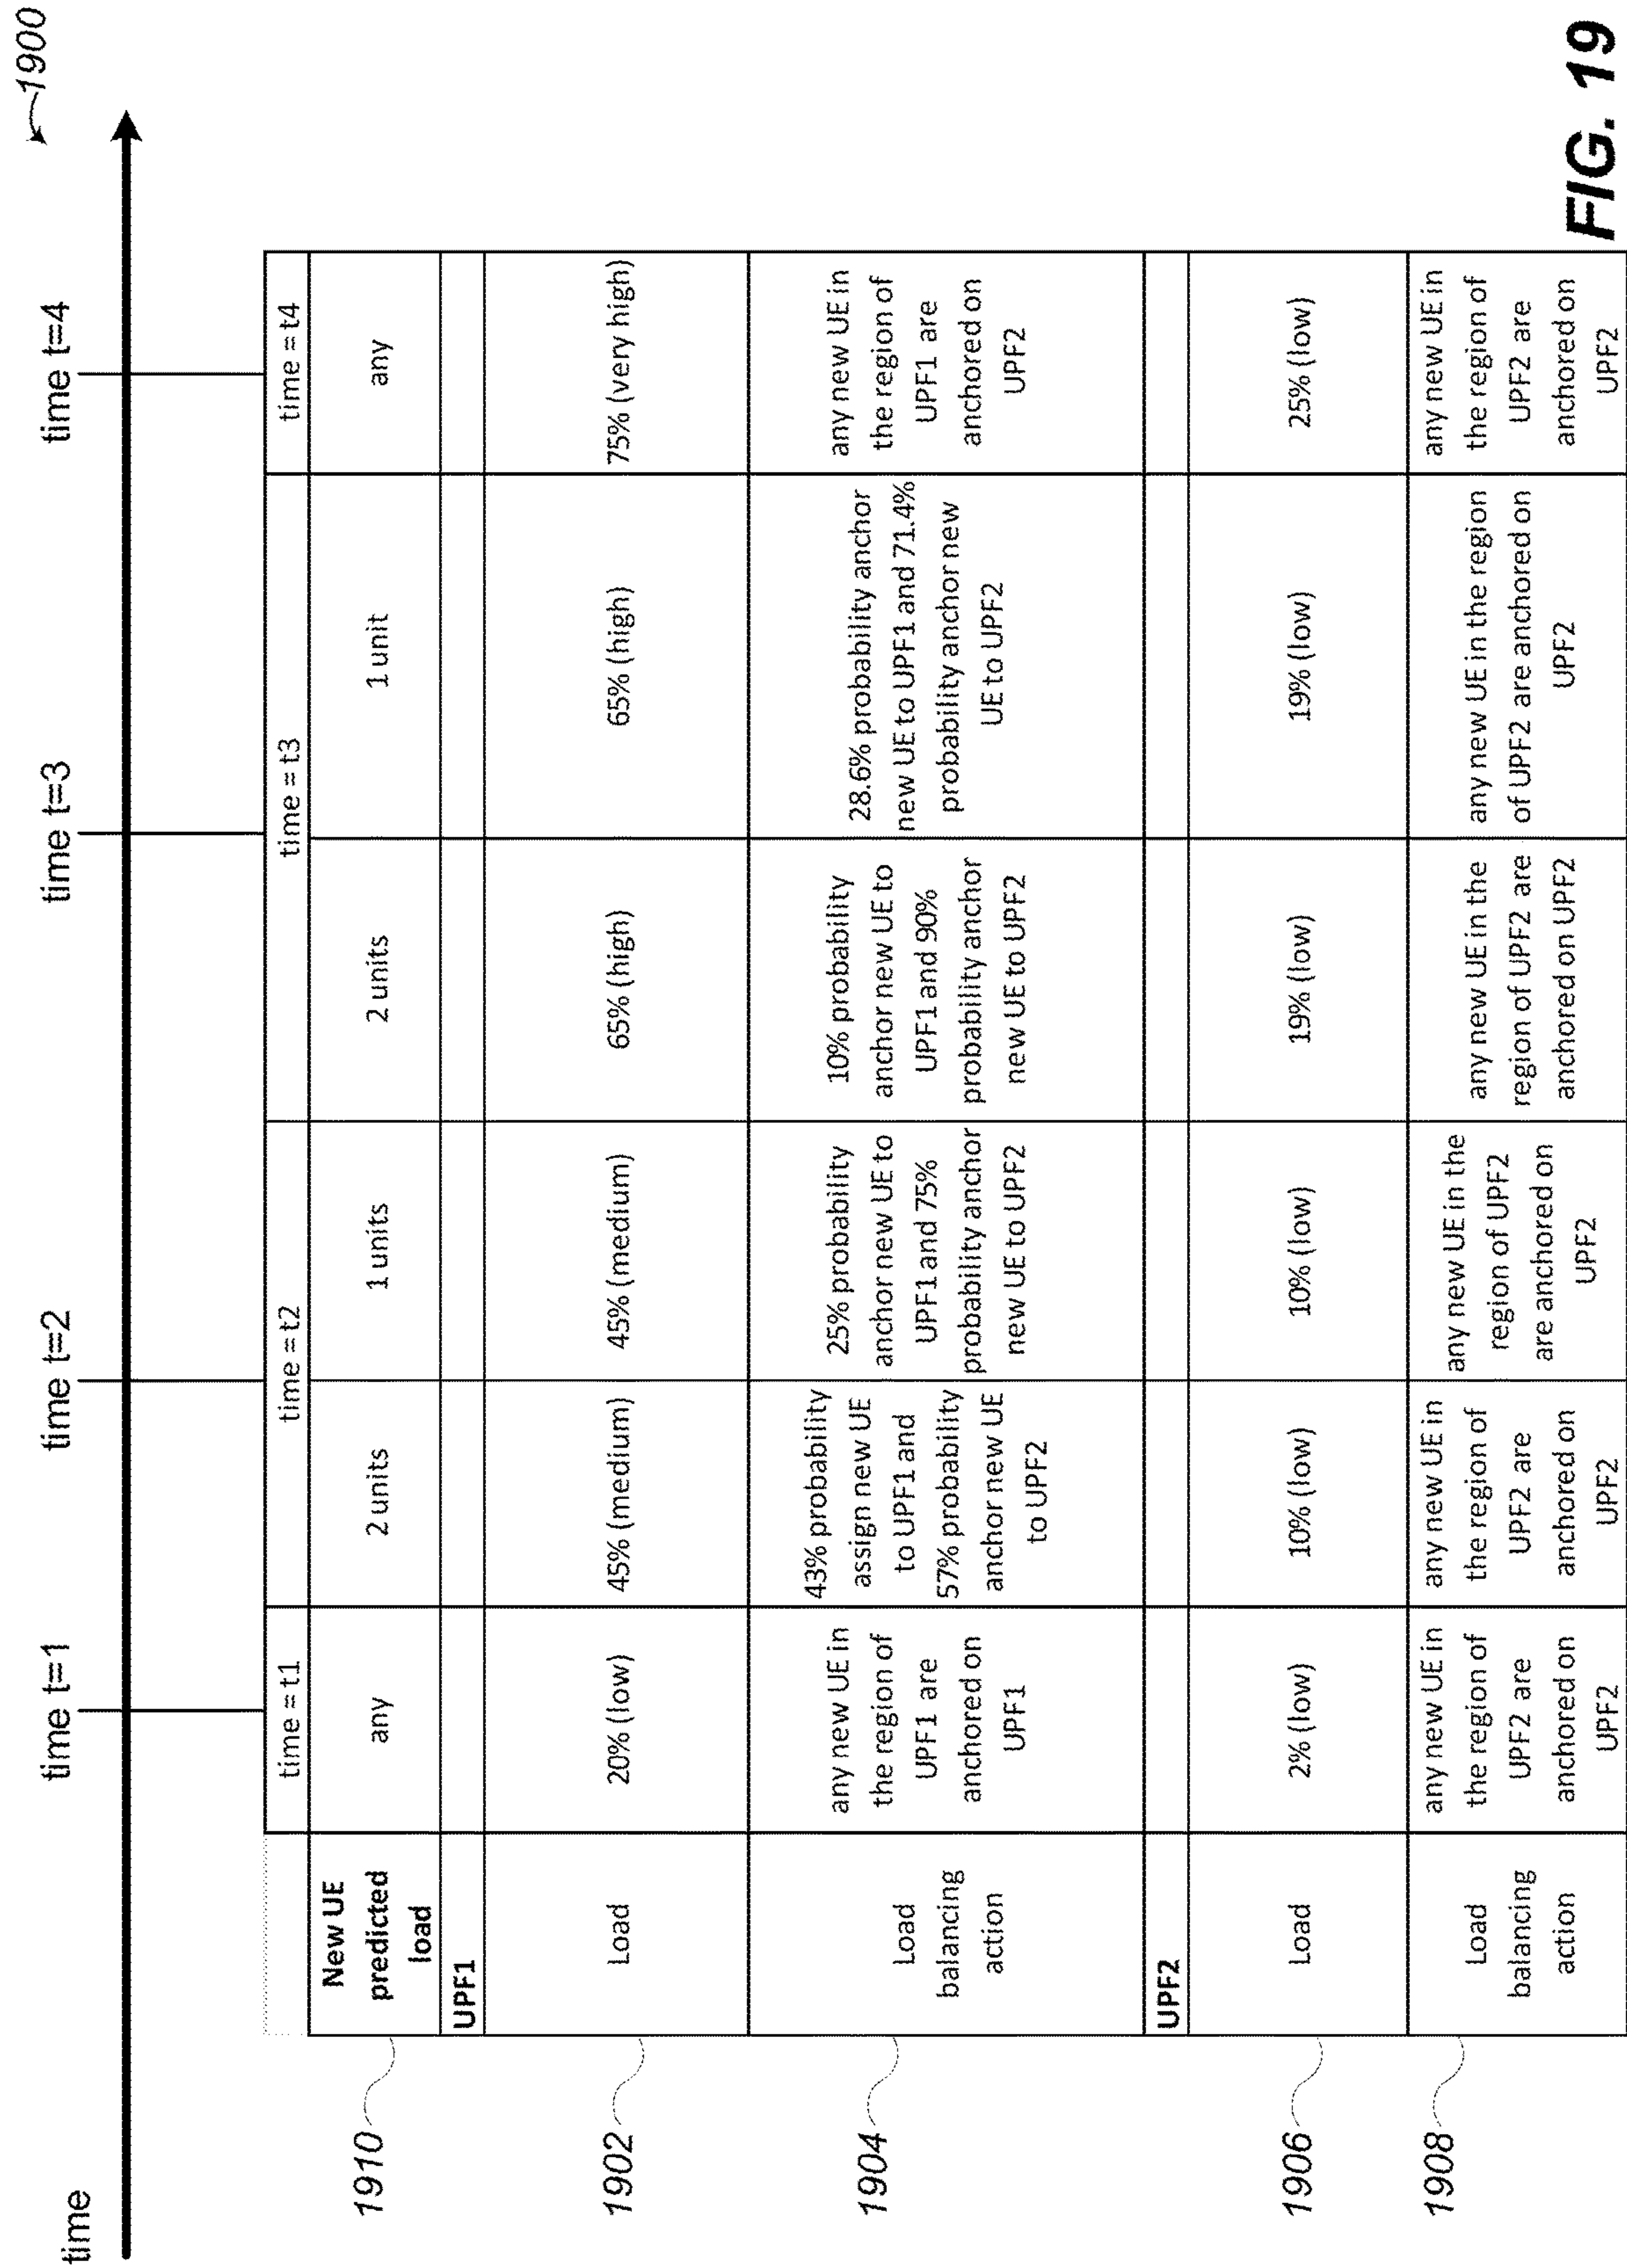 1900
time
time t=1
time t=2
time t=3
time t=4
time = t1
time = t2
time = t3
time = t4
1910
New UE
predicted
load
any
2 units
1 units
2 units
1 unit
any
UPF1
1902
Load
20% (low)
45% (medium)
45% (medium)
65% (high)
65% (high)
75% (very high)
1904
Load
balancing
action
any new UE in
the region of
UPF1 are
anchored on
UPF1
43% probability
assign new UE
to UPF1 and
57% probability
anchor new UE
to UPF2
25% probability
anchor new UE to
UPF1 and 75%
probability anchor
new UE to UPF2
10% probability
anchor new UE to
UPF1 and 90%
probability anchor
new UE to UPF2
28.6% probability anchor
new UE to UPF1 and 71.4%
probability anchor new
UE to UPF2
any new UE in
the region of
UPF1 are
anchored on
UPF2
UPF2
1906
Load
2% (low)
10% (low)
10% (low)
19% (low)
19% (low)
25% (low)
1908
Load
balancing
action
any new UE in
the region of
UPF2 are
anchored on
UPF2
any new UE in
the region of
UPF2 are
anchored on
UPF2
any new UE in the
region of UPF2
are anchored on
UPF2
any new UE in the
region of UPF2 are
anchored on UPF2
any new UE in the region
of UPF2 are anchored on
UPF2
any new UE in
the region of
UPF2 are
anchored on
UPF2
FIG. 19